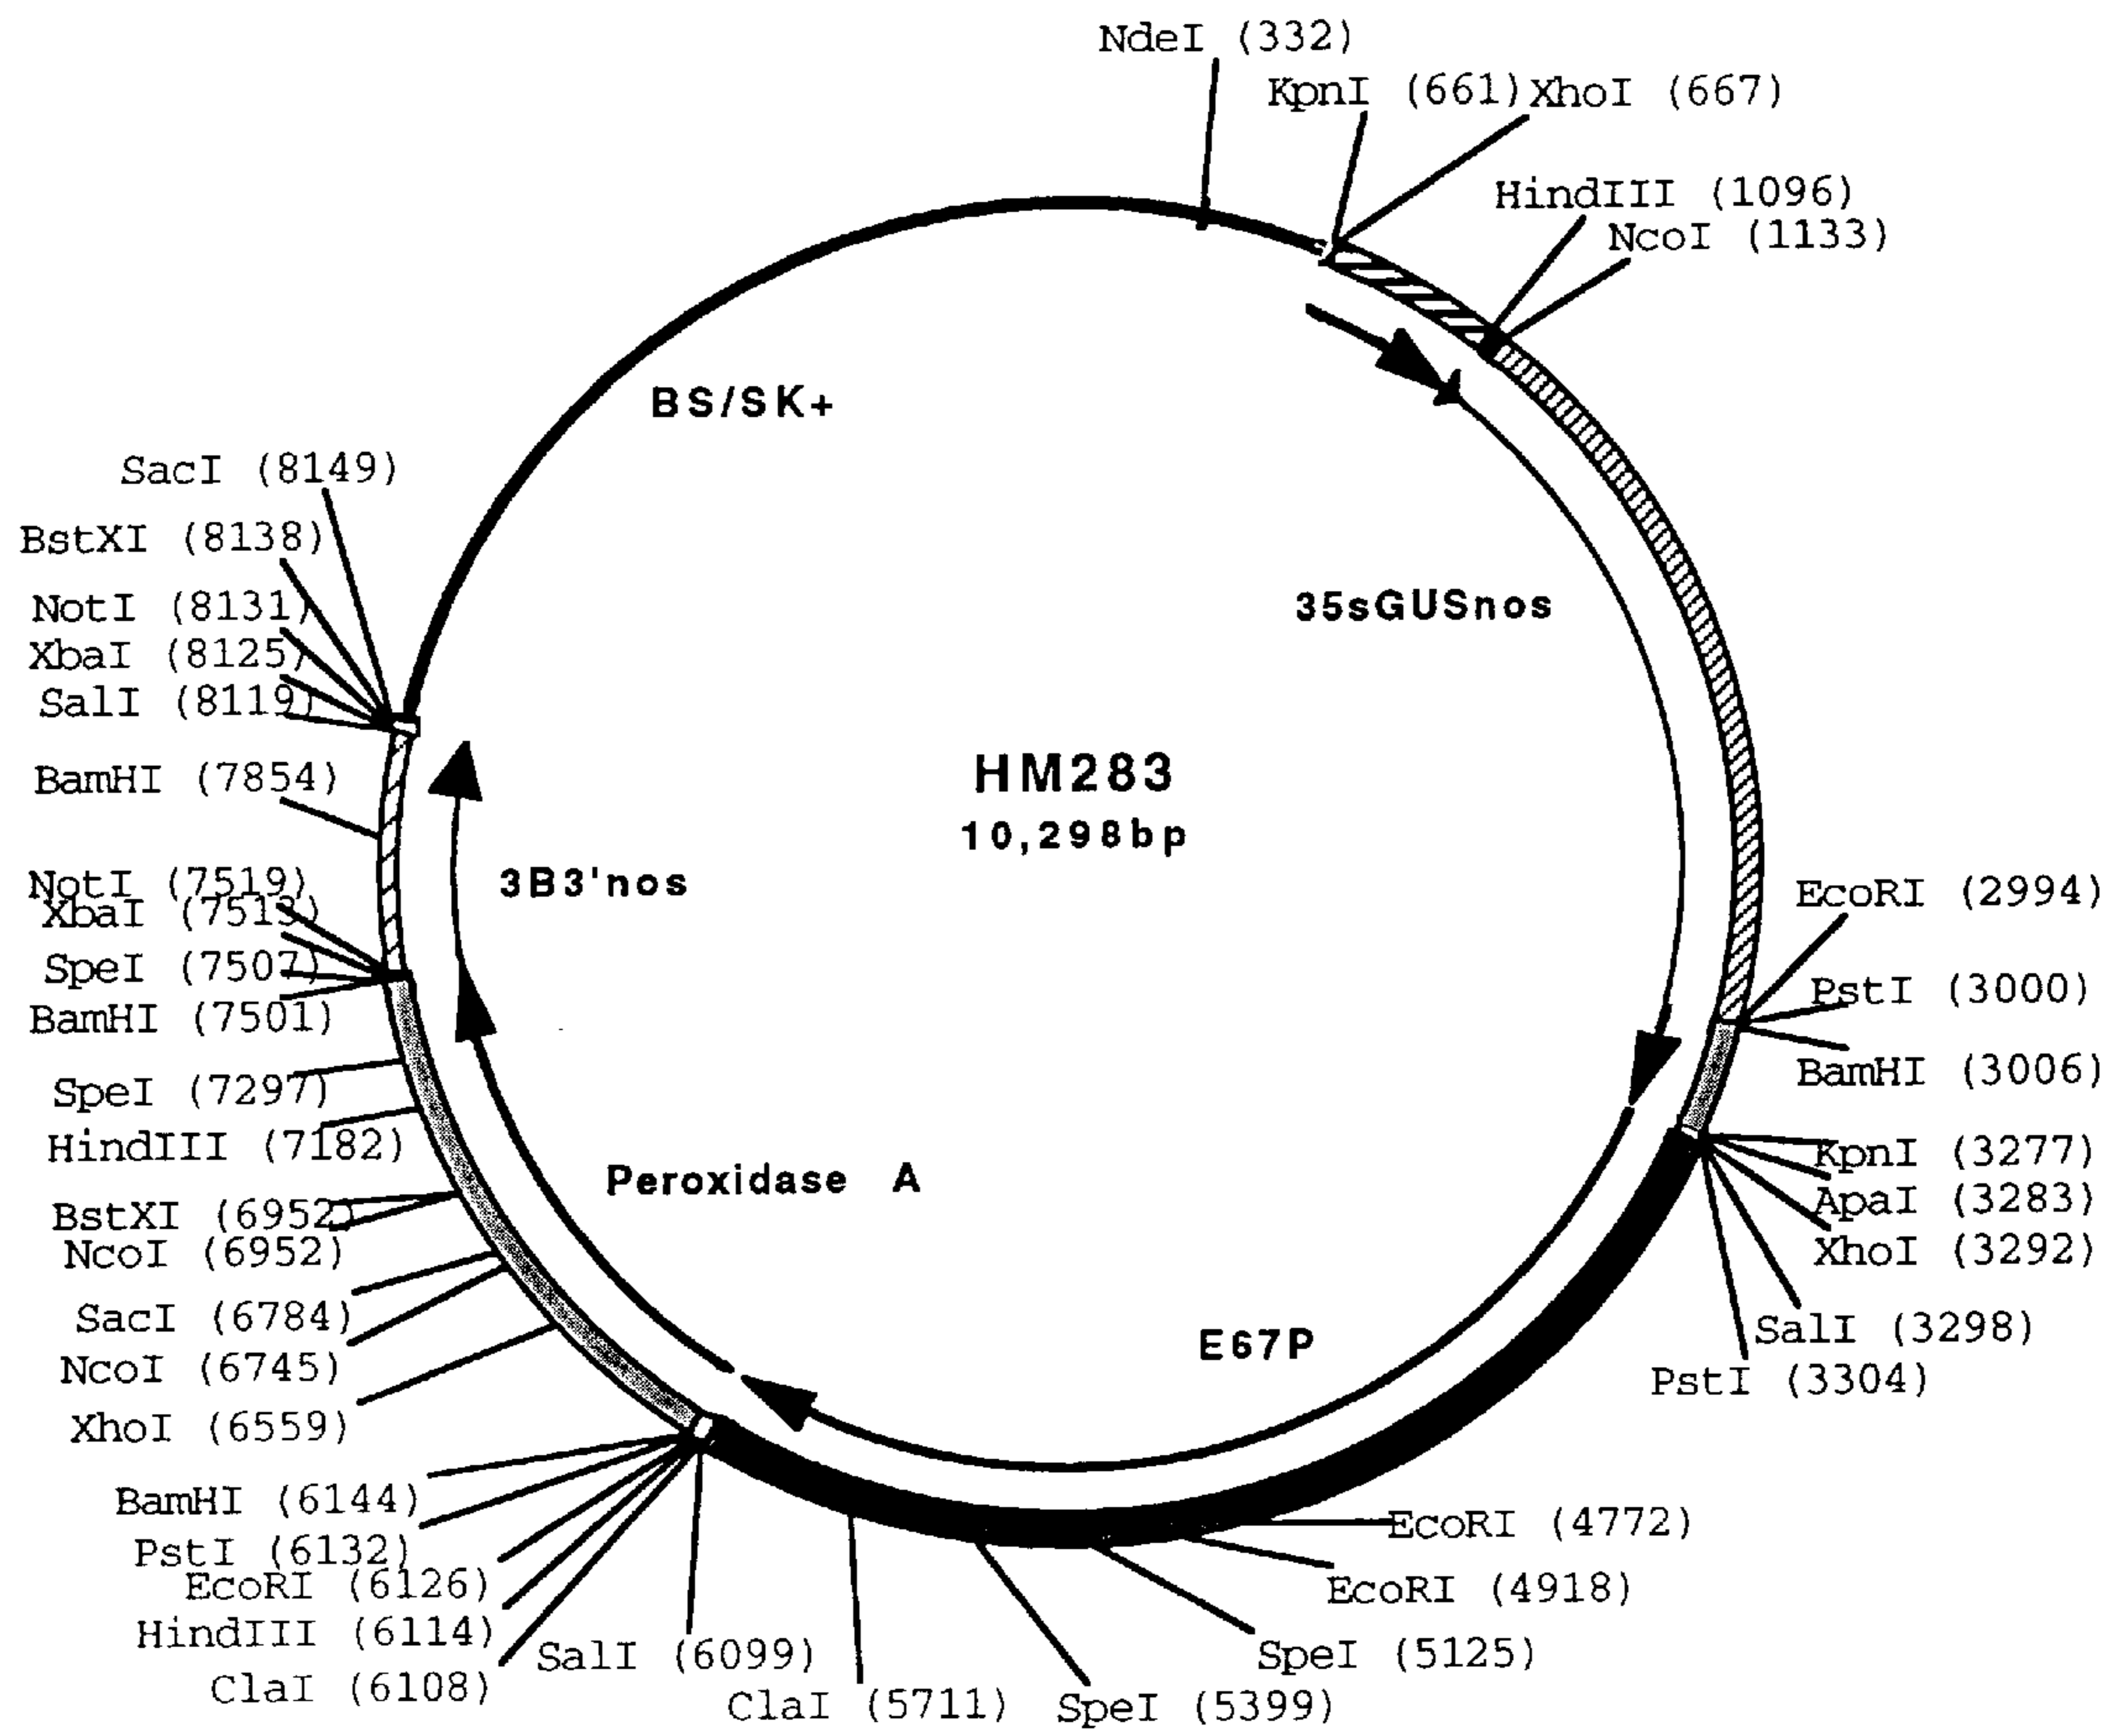 NdeI (332)
KpnI (661) XhoI (667)
HindIII (1096)
NcoI (1133)
BS/SK+
SacI (8149)
BstXI (8138)
NotI (8131)
XbaI (8125)
SalI (8119)
35sGUSnos
HM283
10,298bp
BamHI (7854)
3B3'nos
NotI (7519)
XbaI (7513)
SpeI (7507)
BamHI (7501)
EcoRI (2994)
PstI (3000)
BamHI (3006)
SpeI (7297)
HindIII (7182)
BstXI (6952)
NcoI (6952)
SacI (6784)
NcoI (6745)
XhoI (6559)
Peroxidase A
KpnI (3277)
ApaI (3283)
XhoI (3292)
SalI (3298)
PstI (3304)
E67P
BamHI (6144)
PstI (6132)
EcoRI (6126)
HindIII (6114)
ClaI (6108)
SalI (6099)
ClaI (5711)
SpeI (5399)
SpeI (5125)
EcoRI (4918)
EcoRI (4772)